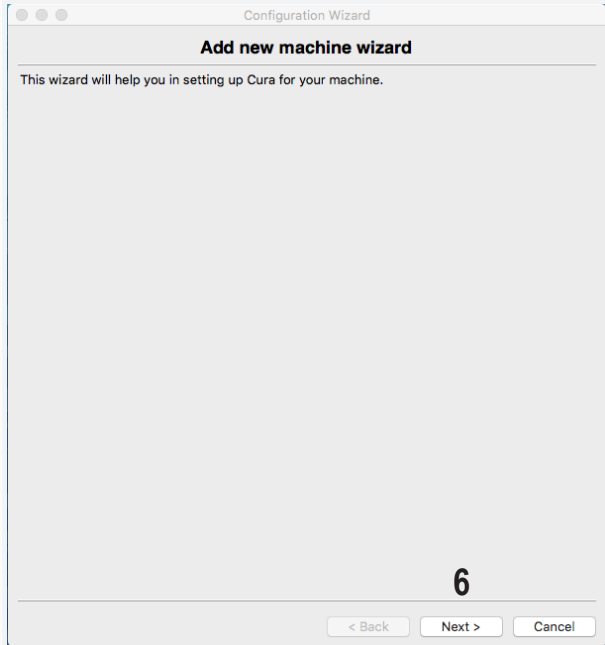 Configuration Wizard
Add new machine wizard
This wizard will help you in setting up Cura for your machine.
6
< Back Next > Cancel